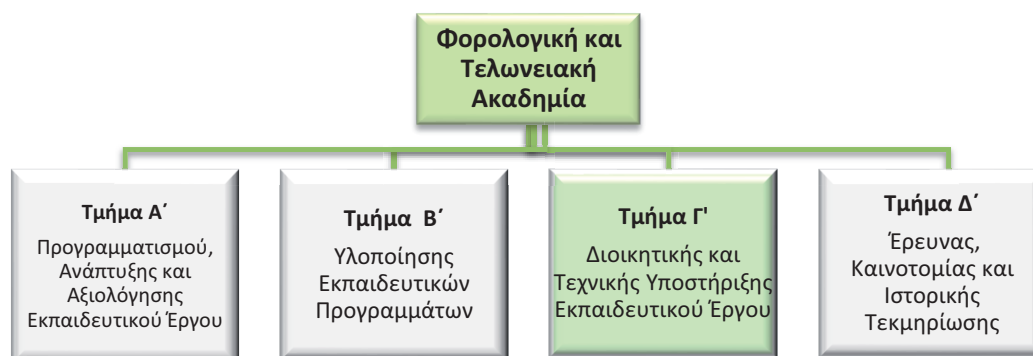 Φορολογική και
Τελωνειακή
Ακαδημία
Τμήμα Α΄
Προγραμματισμού,
Ανάπτυξης και
Αξιολόγησης
Εκπαιδευτικού Έργου
Τμήμα Β΄
Υλοποίησης
Εκπαιδευτικών
Προγραμμάτων
Τμήμα Γ'
Διοικητικής και
Τεχνικής Υποστήριξης
Εκπαιδευτικού Έργου
Τμήμα Δ΄
Έρευνας,
Καινοτομίας και
Ιστορικής
Τεκμηρίωσης